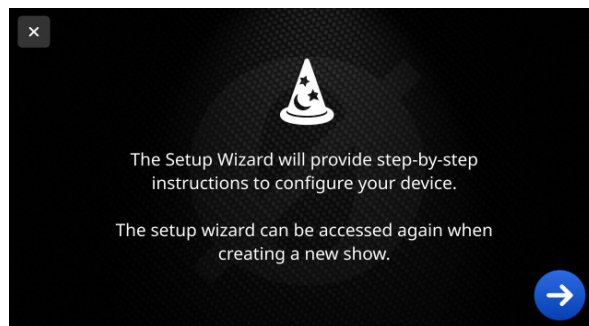 The Setup Wizard will provide step-by-step
instructions to configure your device.
The setup wizard can be accessed again when
creating a new show.